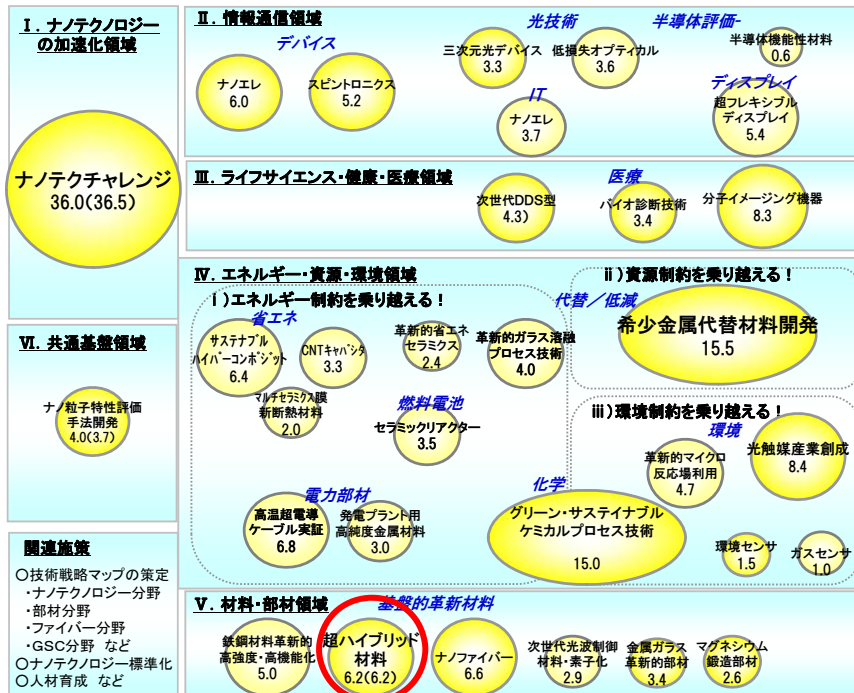 Ⅰ．ナノテクノロジー
の加速化領域
ナノテクチャレンジ
36.0(36.5)
Ⅱ．情報通信領域
デバイス
光技術
半導体評価-
ナノエレ
6.0
スピントロニクス
5.2
三次元光デバイス
3.3
低損失オプティカル
3.6
半導体機能性材料
0.6
IT
ナノエレ
3.7
ディスプレイ
超フレキシブル
ディスプレイ
5.4
Ⅲ．ライフサイエンス・健康・医療領域
医療
次世代DDS型
4.3）
バイオ診断技術
3.4
分子イメージング機器
8.3
Ⅳ．エネルギー・資源・環境領域
ⅰ）エネルギー制約を乗り越える！
省エネ
サステナブル
ハイパーコンポジット
6.4
CNTキャパシタ
3.3
革新的省エネ
セラミクス
2.4
革新的ガラス溶融
プロセス技術
4.0
マルチセラミクス膜
新断熱材料
2.0
燃料電池
セラミックリアクター
3.5
電力部材
高温超電導
ケーブル実証
6.8
発電プラント用
高純度金属材料
3.0
ⅱ）資源制約を乗り越える！
代替／低減
希少金属代替材料開発
15.5
ⅲ）環境制約を乗り越える！
環境
革新的マイクロ
反応場利用
4.7
光触媒産業創成
8.4
化学
グリーン・サステイナブル
ケミカルプロセス技術
15.0
環境センサ
1.5
ガスセンサ
1.0
Ⅵ．共通基盤領域
ナノ粒子特性評価
手法開発
4.0(3.7)
関連施策
○技術戦略マップの策定
・ナノテクノロジー分野
・部材分野
・ファイバー分野
・GSC分野 など
○ナノテクノロジー標準化
○人材育成 など
Ⅴ．材料・部材領域
基盤的革新材料
鉄鋼材料革新的
高強度・高機能化
5.0
超ハイブリッド
材料
6.2(6.2)
ナノファイバー
6.6
次世代光波制御
材料・素子化
2.9
金属ガラス
革新的部材
3.4
マグネシウム
鍛造部材
2.6